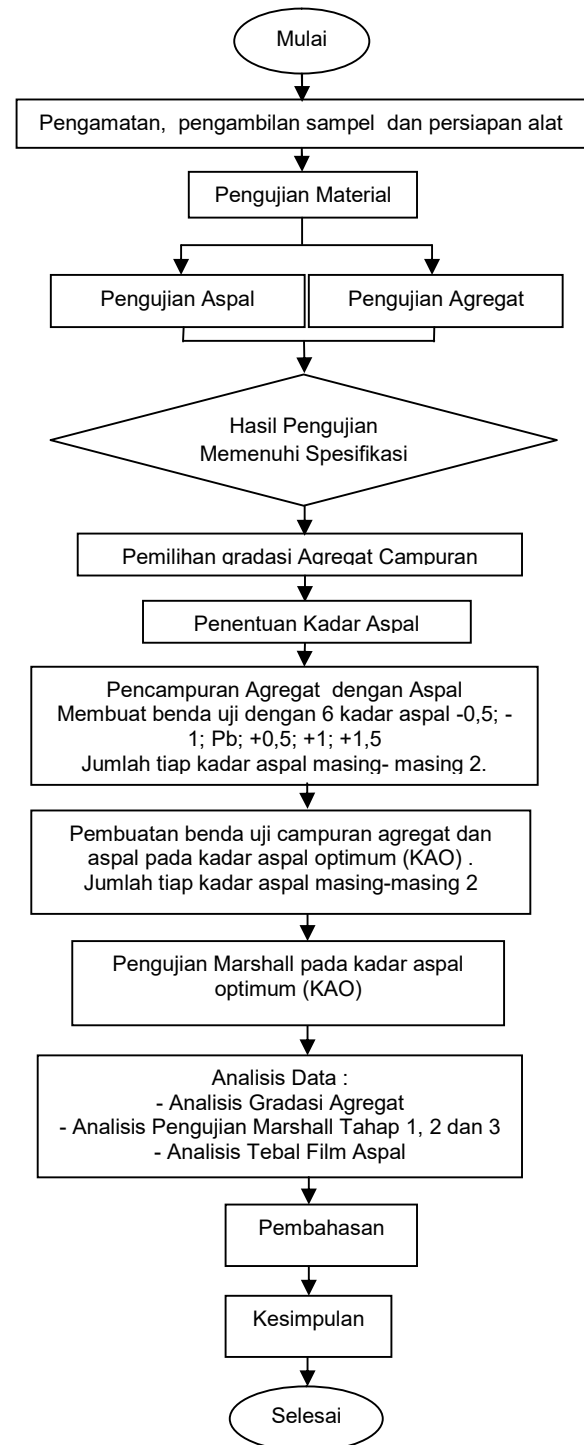 Mulai
Pengamatan, pengambilan sampel dan persiapan alat
Pengujian Material
Pengujian Aspal
Pengujian Agregat
Hasil Pengujian
Memenuhi Spesifikasi
Pemilihan gradasi Agregat Campuran
Penentuan Kadar Aspal
Pencampuran Agregat dengan Aspal
Membuat benda uji dengan 6 kadar aspal -0,5; -
1; Pb; +0,5; +1; +1,5
Jumlah tiap kadar aspal masing- masing 2.
Pembuatan benda uji campuran agregat dan
aspal pada kadar aspal optimum (KAO) .
Jumlah tiap kadar aspal masing-masing 2
Pengujian Marshall pada kadar aspal
optimum (KAO)
Analisis Data :
- Analisis Gradasi Agregat
- Analisis Pengujian Marshall Tahap 1, 2 dan 3
- Analisis Tebal Film Aspal
Pembahasan
Kesimpulan
Selesai